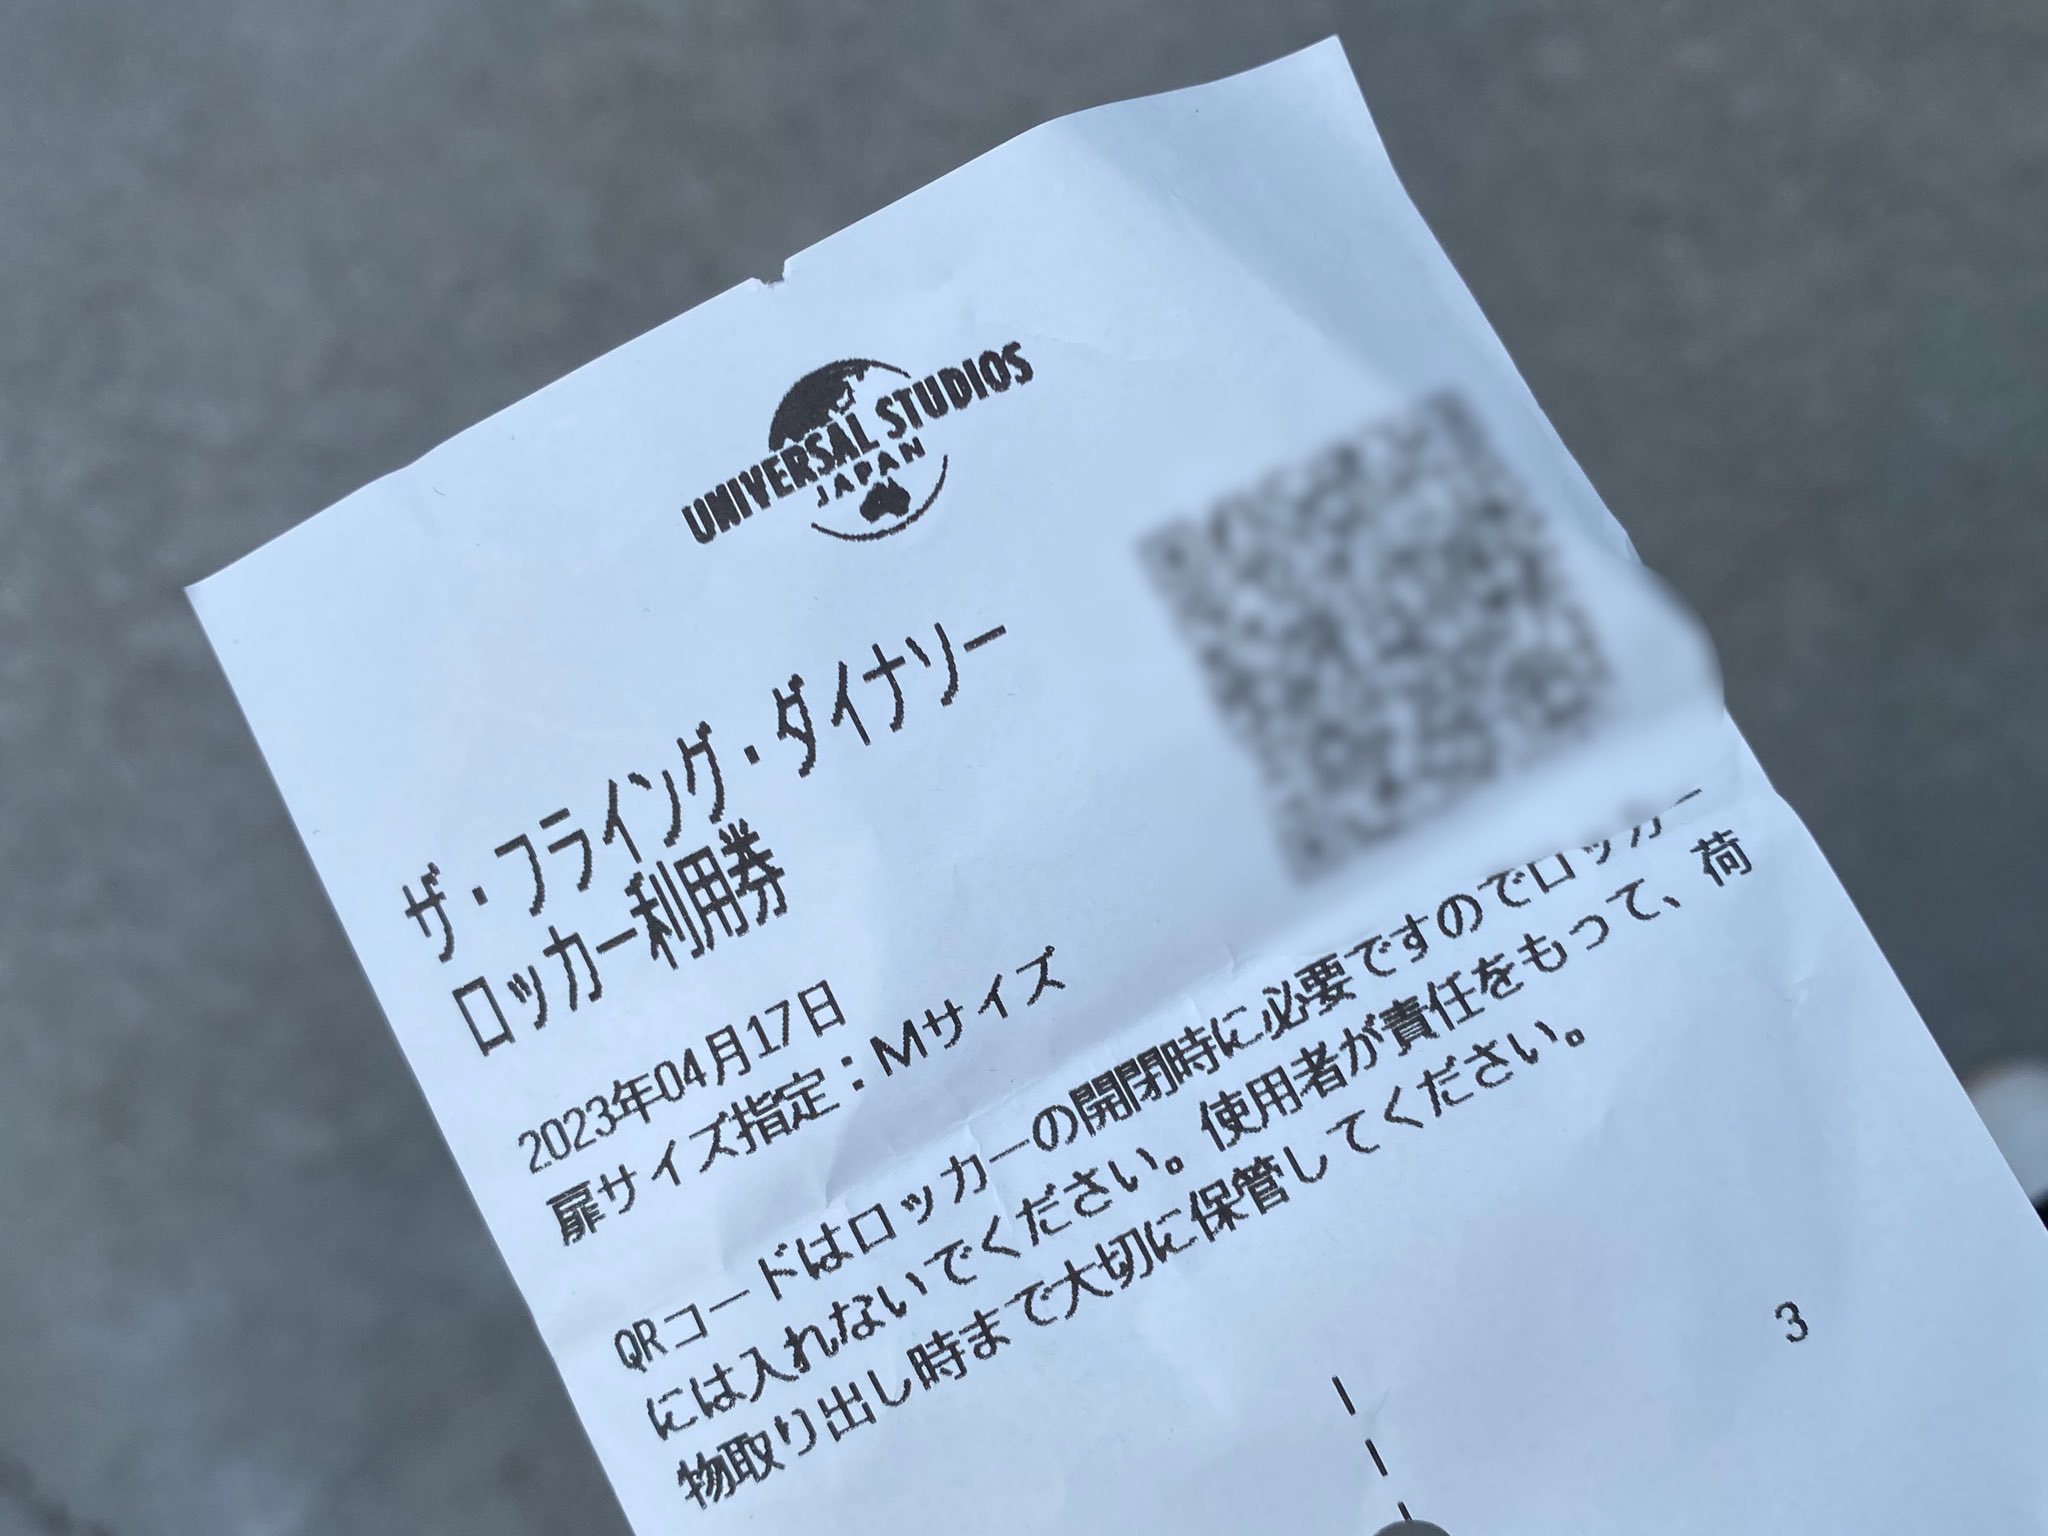 UNIVERSAL STUDIOS
JAPAN
ザ・フライング・ダイナソー
ロッカー利用券
2023年04月17日
扉サイズ指定：Mサイズ
QRコードはロッカーの開閉時に必要ですのでロッカー
には入れないでください。使用者が責任をもって、荷
物取り出し時まで大切に保管してください。
3